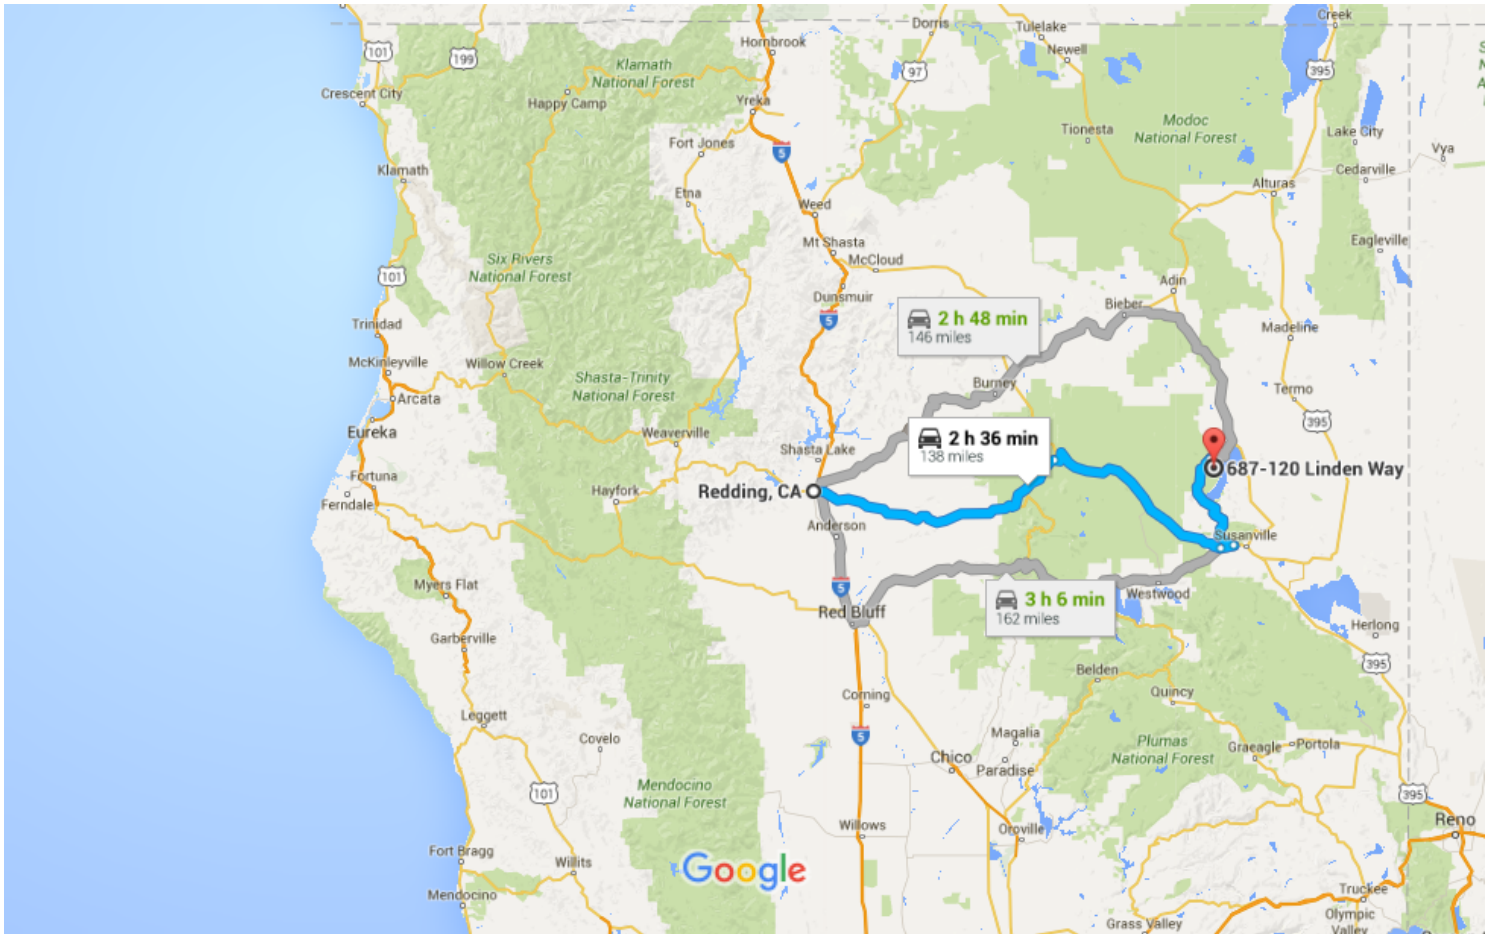 Creek
Dorris
Tulelake
101
Hornbrook
Newell
199
Klamath
National Forest
97
395
Crescent City
Happy Camp
Yreka
Modoc
National Forest
Tionesta
Lake City
Fort Jones
5
Vya
Klamath
Cedarville
Alturas
Etna
Weed
Mt Shasta
Eagleville
Six Rivers
National Forest
McCloud
101
Adin
Dunsmuir
Bieber
5
2 h 48 min
146 miles
Trinidad
Madeline
McKinleyville
Willow Creek
Shasta-Trinity
National Forest
Burney
Termo
Arcata
395
Eureka
Weaverville
2 h 36 min
138 miles
Shasta Lake
687-120 Linden Way
Fortuna
Redding, CA
Hayfork
Ferndale
Anderson
Susanville
Myers Flat
5
Westwood
3 h 6 min
162 miles
Red Bluff
Herlong
Garberville
395
Belden
Corning
Quincy
Leggett
Covelo
5
Magalia
Plumas
National Forest
Graeagle
Portola
Chico
Paradise
Mendocino
National Forest
101
395
Willows
Oroville
Reno
Fort Bragg
Willits
Google
Mendocino
Truckee
Grass Valley
Olympic
Valley